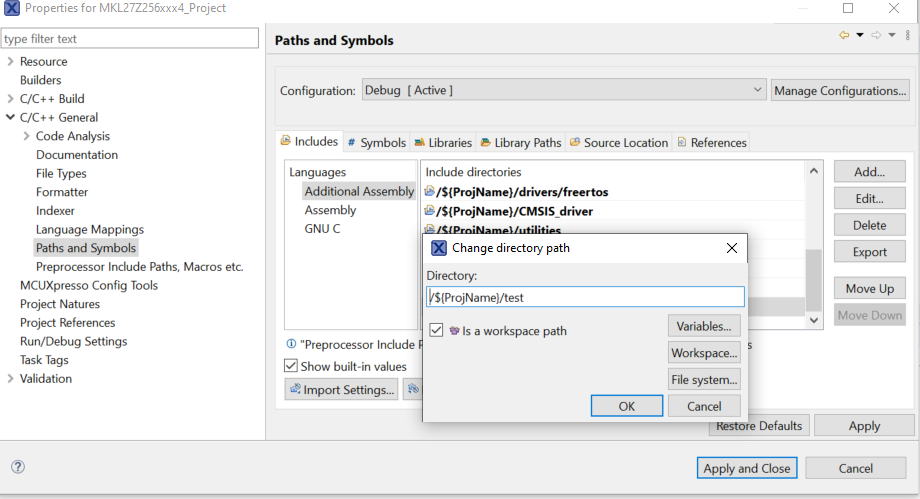 Properties for MKL27Z256xxx4_Project
type filter text
Resource
Builders
C/C++ Build
C/C++ General
Code Analysis
Documentation
File Types
Formatter
Indexer
Language Mappings
Paths and Symbols
Preprocessor Include Paths, Macros etc.
MCUXpresso Config Tools
Project Natures
Project References
Run/Debug Settings
Task Tags
Validation
Paths and Symbols
Configuration: Debug [ Active ] Manage Configurations...
Includes # Symbols Libraries Library Paths Source Location References
Languages
Additional Assembly
Assembly
GNU C
Include directories
/${ProjName}/drivers/freertos
/${ProjName}/CMSIS_driver
/${ProjName}/utilities
Add...
Edit...
Delete
Export
Move Up
Move Down
"Preprocessor Include
Show built-in values
Import Settings...
Change directory path
Directory:
/${ProjName}/test
Is a workspace path
Variables...
Workspace...
File system...
OK Cancel
Restore Defaults Apply
? Apply and Close Cancel